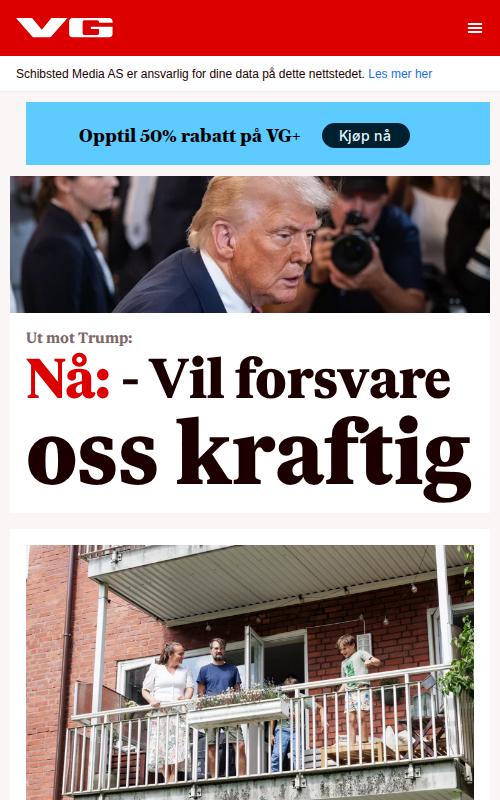 VG
Schibsted Media AS er ansvarlig for dine data på dette nettstedet. Les mer her
Opptil 50% rabatt på VG+
Kjøp nå
Ut mot Trump:
Nå: - Vil forsvare
oss kraftig